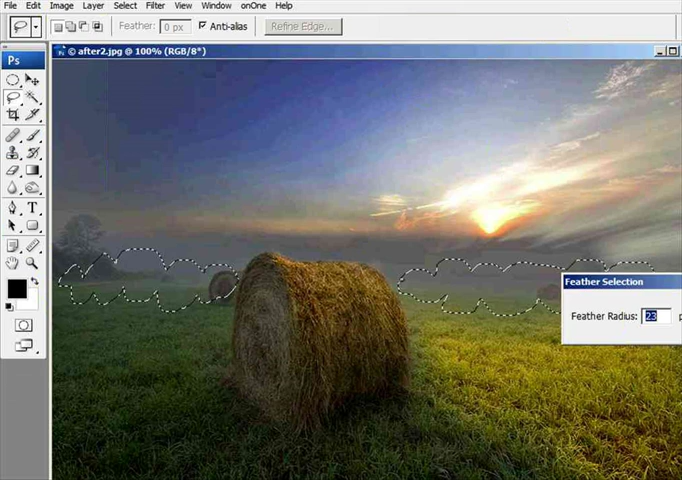 File Edit Image Layer Select Filter View Window onOne Help
Feather: 0 px Anti-alias Refine Edge...
Ps © after2.jpg @ 100% (RGB/8*)
Ps
T
Feather Selection
Feather Radius: 23 p